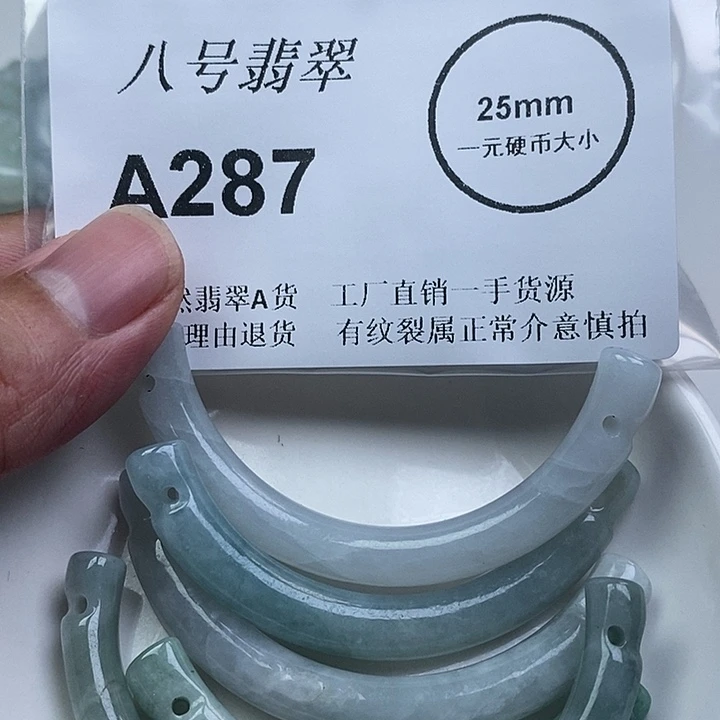 八号翡翠
25mm
一元硬币大小
A287
然翡翠A货 工厂直销一手货源
理由退货 有纹裂属正常介意慎拍